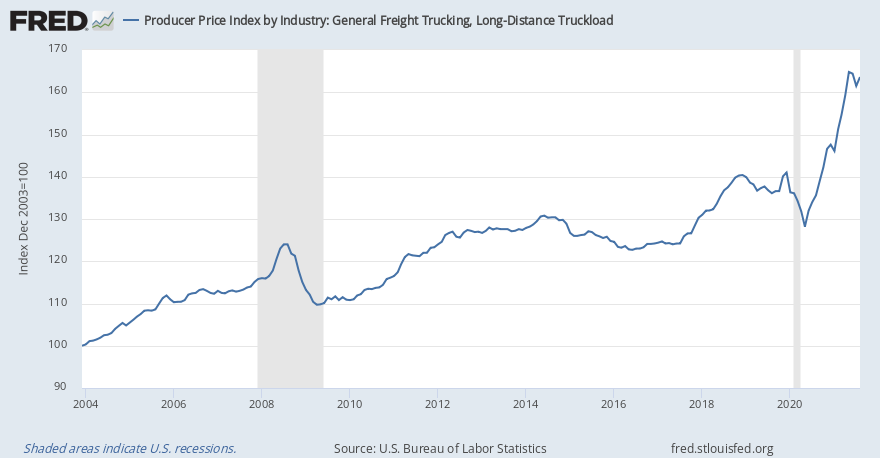 FRED
Producer Price Index by Industry: General Freight Trucking, Long-Distance Truckload
170
160
150
140
130
120
110
100
90
Index Dec 2003=100
2004 2006 2008 2010 2012 2014 2016 2018 2020
Shaded areas indicate U.S. recessions. Source: U.S. Bureau of Labor Statistics fred.stlouisfed.org